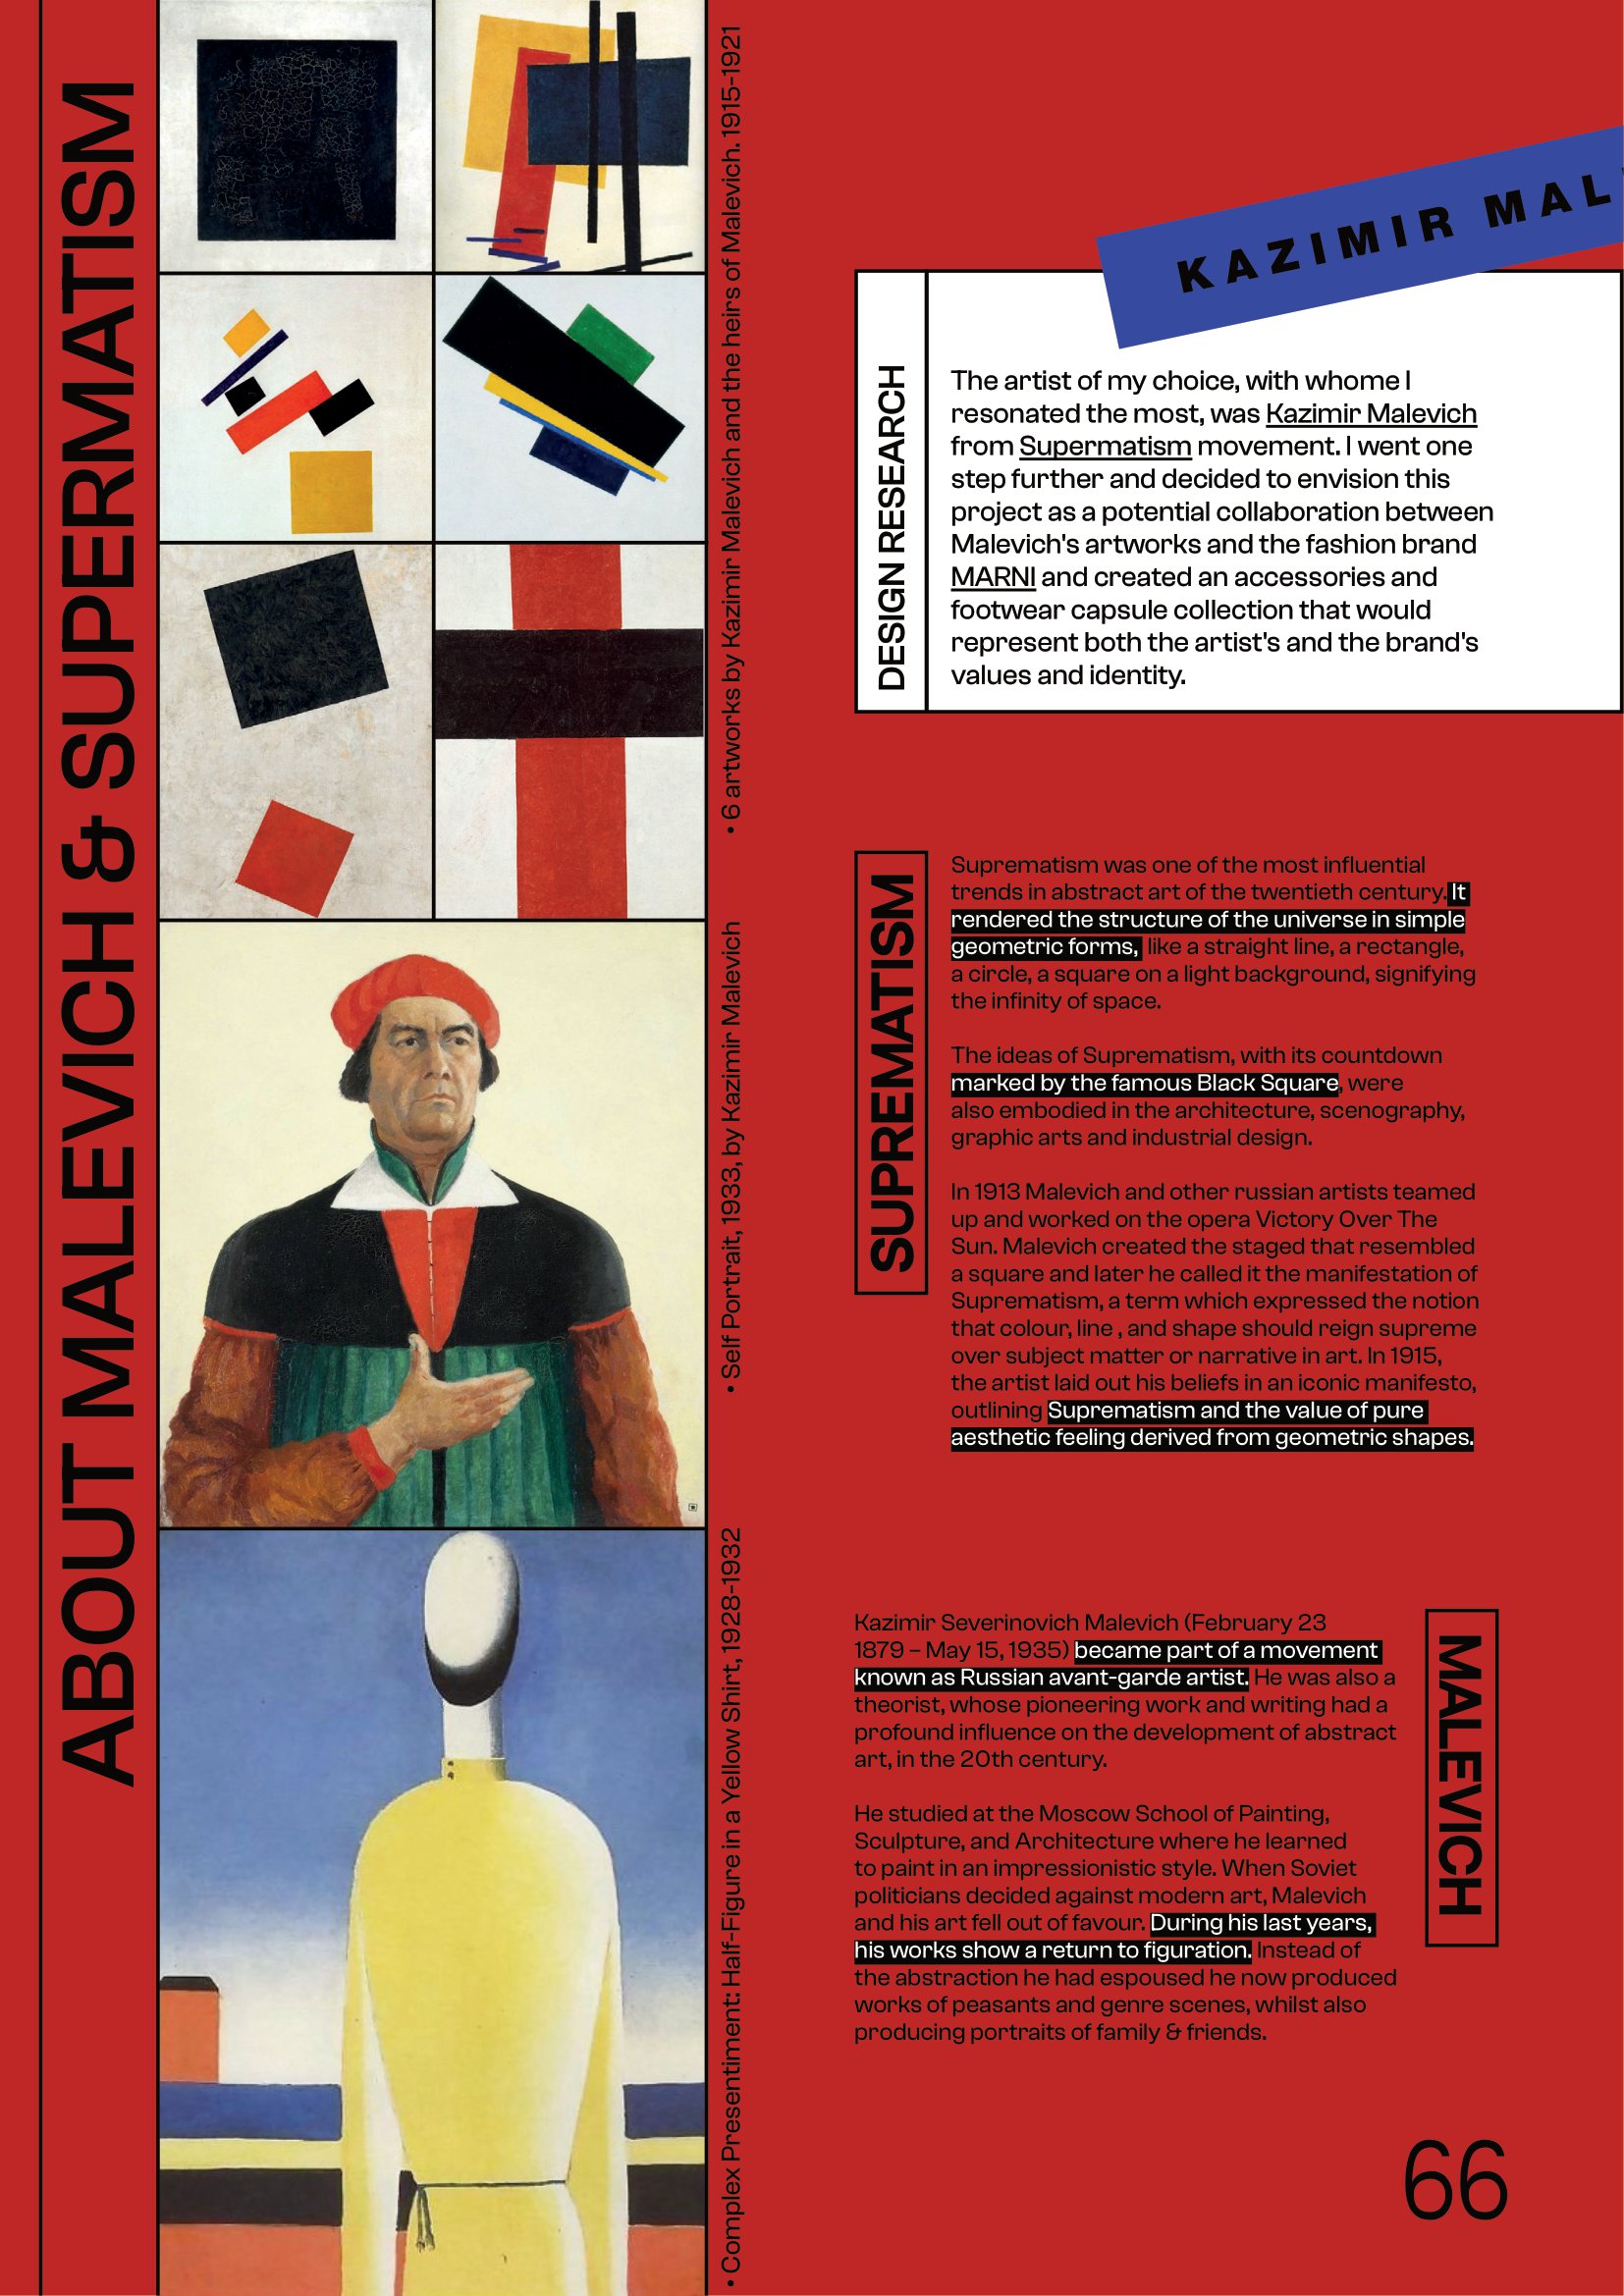 ABOUT MALEVICH & SUPERMATISM
• 6 artworks by Kazimir Malevich and the heirs of Malevich. 1915-1921
• Self Portrait, 1933, by Kazimir Malevich
• Complex Presentiment: Half-Figure in a Yellow Shirt, 1928-1932
KAZIMIR MAL
DESIGN RESEARCH
The artist of my choice, with whome I
resonated the most, was Kazimir Malevich
from Supermatism movement. I went one
step further and decided to envision this
project as a potential collaboration between
Malevich's artworks and the fashion brand
MARNI and created an accessories and
footwear capsule collection that would
represent both the artist's and the brand's
values and identity.
SUPREMATISM
Suprematism was one of the most influential
trends in abstract art of the twentieth century. It
rendered the structure of the universe in simple
geometric forms, like a straight line, a rectangle,
a circle, a square on a light background, signifying
the infinity of space.
The ideas of Suprematism, with its countdown
marked by the famous Black Square, were
also embodied in the architecture, scenography,
graphic arts and industrial design.
In 1913 Malevich and other russian artists teamed
up and worked on the opera Victory Over The
Sun. Malevich created the staged that resembled
a square and later he called it the manifestation of
Suprematism, a term which expressed the notion
that colour, line , and shape should reign supreme
over subject matter or narrative in art. In 1915,
the artist laid out his beliefs in an iconic manifesto,
outlining Suprematism and the value of pure
aesthetic feeling derived from geometric shapes.
Kazimir Severinovich Malevich (February 23
1879 – May 15, 1935) became part of a movement
known as Russian avant-garde artist. He was also a
theorist, whose pioneering work and writing had a
profound influence on the development of abstract
art, in the 20th century.
He studied at the Moscow School of Painting,
Sculpture, and Architecture where he learned
to paint in an impressionistic style. When Soviet
politicians decided against modern art, Malevich
and his art fell out of favour. During his last years,
his works show a return to figuration. Instead of
the abstraction he had espoused he now produced
works of peasants and genre scenes, whilst also
producing portraits of family & friends.
MALEVICH
66